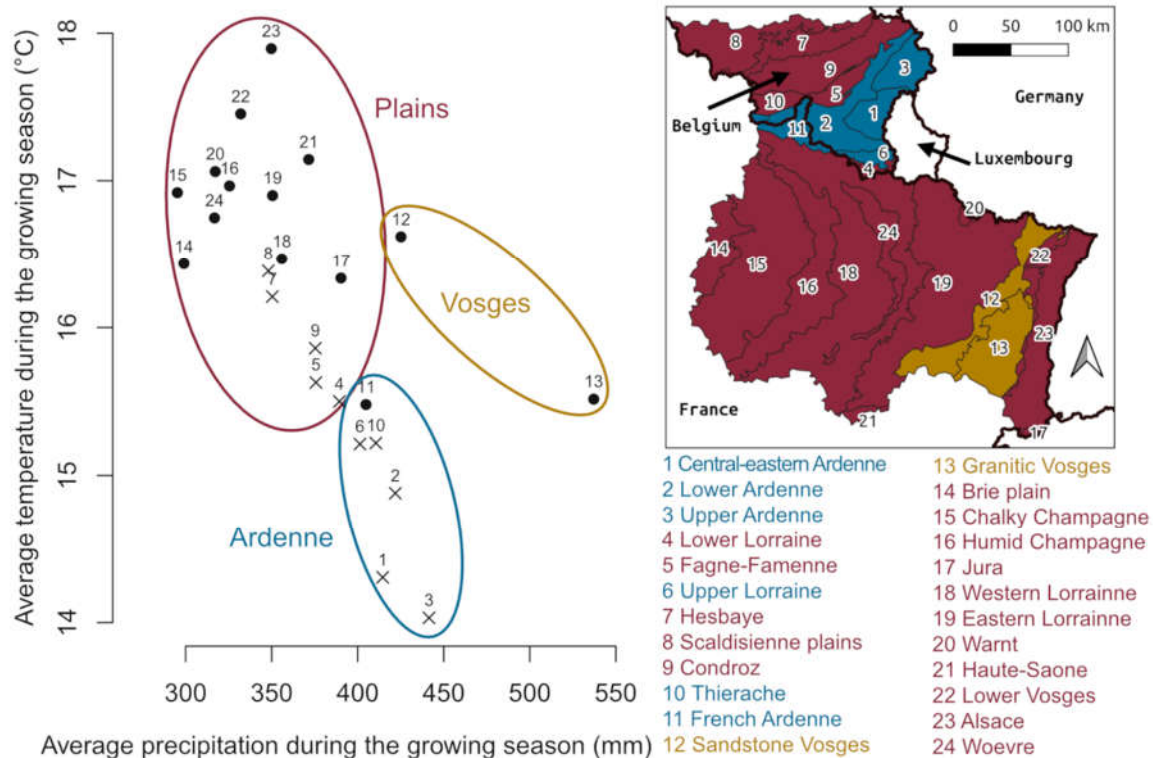 Average temperature during the growing season (°C)
18
17
16
15
14
23
22
Plains
21
20
16
15
19
24
12
14
18
8
17
7
Vosges
9
5
13
4
11
6 10
2
Ardenne
1
3
300 350 400 450 500 550
Average precipitation during the growing season (mm)
0 50 100 km
8
7
3
9
5
Germany
10
1
2
11
Belgium
6
Luxembourg
4
20
24
22
14
15
18
19
16
12
23
13
France
21
17
1 Central-eastern Ardenne
2 Lower Ardenne
3 Upper Ardenne
4 Lower Lorraine
5 Fagne-Famenne
6 Upper Lorraine
7 Hesbaye
8 Scaldisienne plains
9 Condroz
10 Thierache
11 French Ardenne
12 Sandstone Vosges
13 Granitic Vosges
14 Brie plain
15 Chalky Champagne
16 Humid Champagne
17 Jura
18 Western Lorrainne
19 Eastern Lorrainne
20 Warnt
21 Haute-Saone
22 Lower Vosges
23 Alsace
24 Woevre